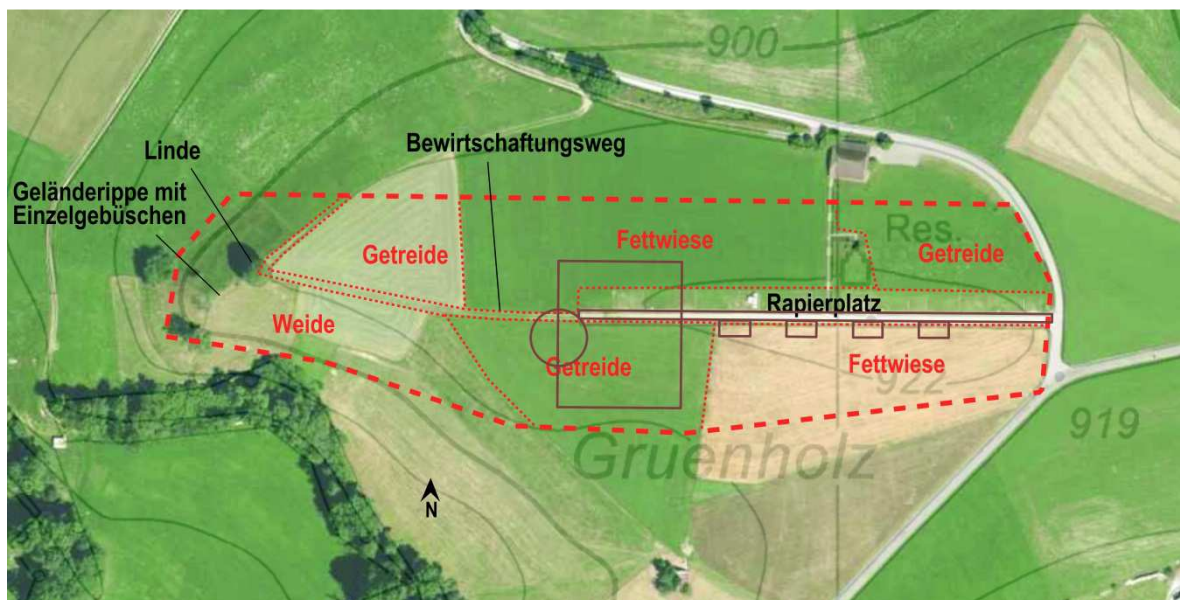 900
Bewirtschaftungsweg
Linde
Geländerippe mit
Einzelgebüschen
Res.
Getreide
Fettwiese
Getreide
Rapierplatz
Weide
Getreide
Fettwiese
922
919
Gruenholz
N